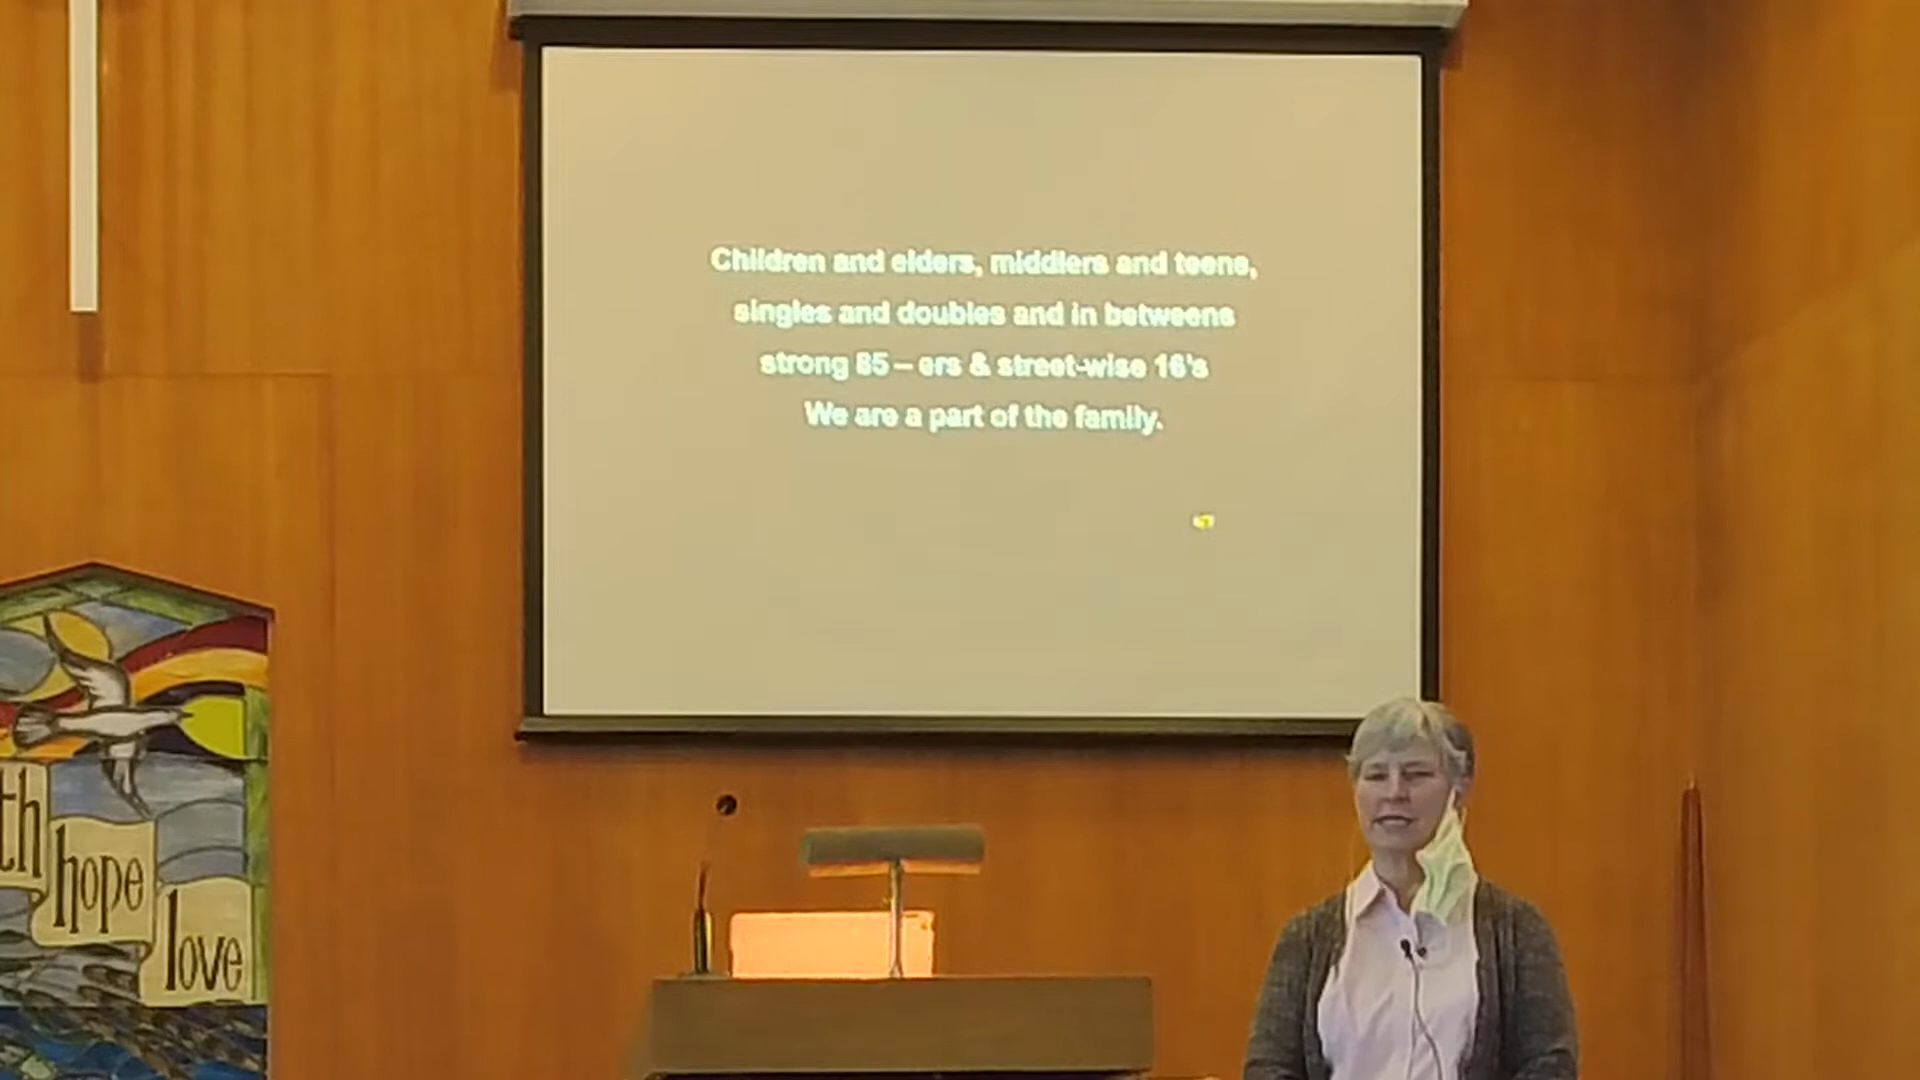 Children and elders, middlers and teens,
singles and doubles and in betweens
strong 85 – ers & street-wise 16's
We are a part of the family.
th
hope
love